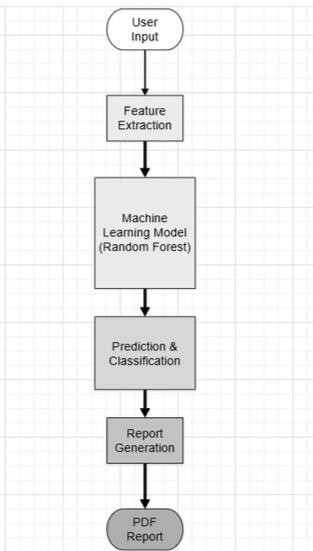 User
Input
Feature
Extraction
Machine
Learning Model
(Random Forest)
Prediction &
Classification
Report
Generation
PDF
Report